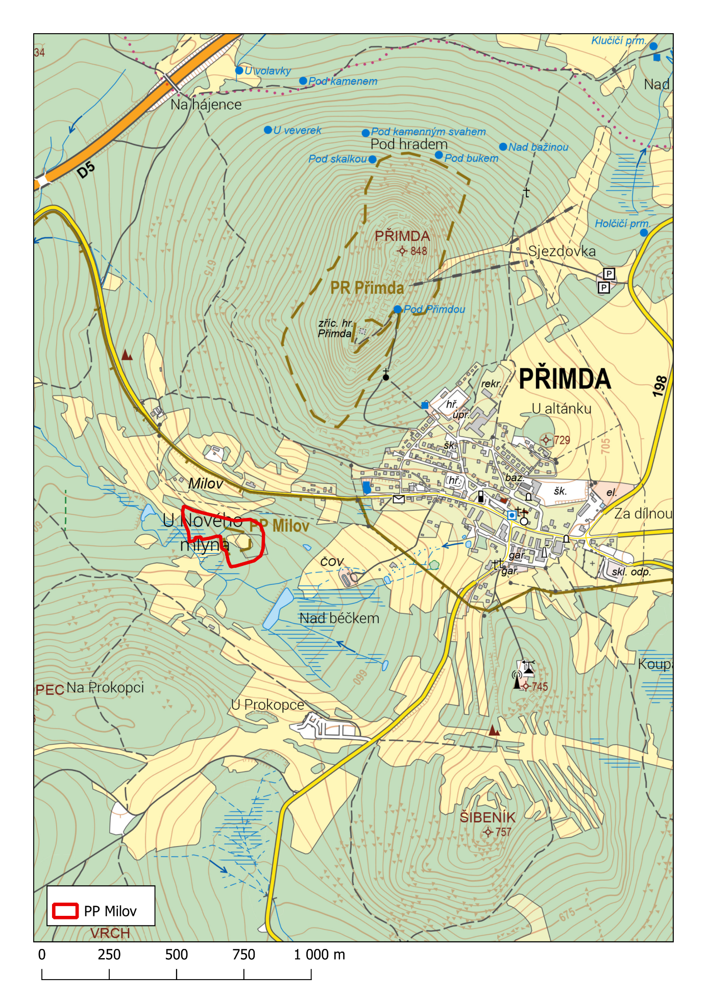 Klučičí prm.
34
U volavky
Pod kamenem
Nad
Na hájence
U veverek
Pod kamenným svahem
Pod hradem
Nad bažinou
Pod skalkou
Pod bukem
D5
Holčičí prm.
PŘIMDA
848
Sjezdovka
675
P
P
PR Přimda
Pod Přimdou
zříc. hr.
Přimda
PŘIMDA
rekr.
198
hř.
úpr.
U altánku
729
šk.
705
baz.
hř.
Milov
šk.
el.
Za dílnou
U Nového
mlýna
PP Milov
ČOV
gar.
gar.
skl. odp.
Nad béčkem
Koupa
660
745
PEC
Na Prokopci
U Prokopce
ŠIBENÍK
757
675
PP Milov
VRCH
0
250
500
750
1 000 m